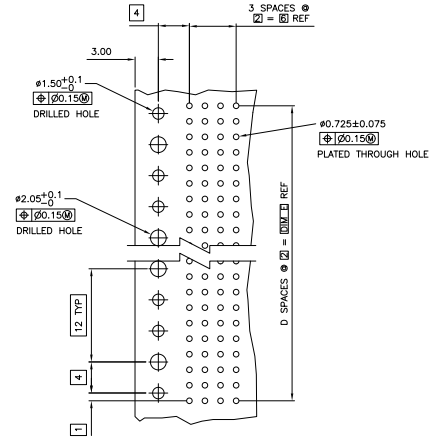 4
3 SPACES @
2 = 6 REF
3.00
ø1.50 +0.1 -0
⌖ Ø0.15Ⓜ
DRILLED HOLE
ø0.725±0.075
⌖ Ø0.15Ⓜ
PLATED THROUGH HOLE
ø2.05 +0.1 -0
⌖ Ø0.15Ⓜ
DRILLED HOLE
D SPACES @ 2 = DIM E REF
12 TYP
4
1